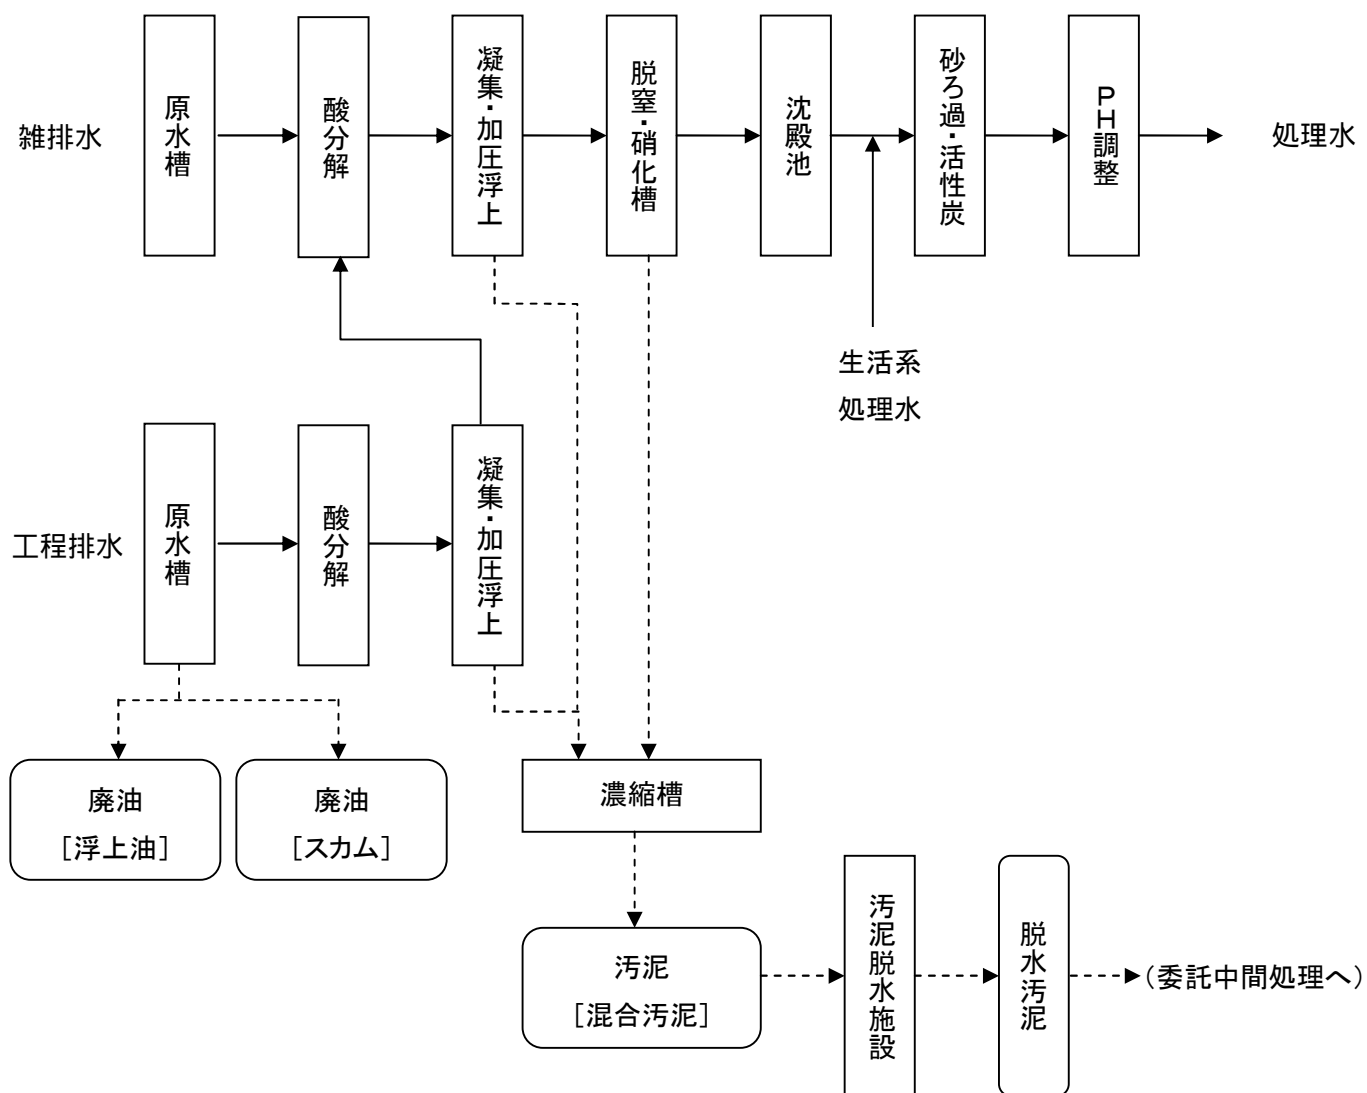 雑排水
原水槽
酸分解
凝集・加圧浮上
脱窒・硝化槽
沈殿池
砂ろ過・活性炭
ＰＨ調整
処理水
生活系
処理水
工程排水
原水槽
酸分解
凝集・加圧浮上
廃油
［浮上油］
廃油
［スカム］
濃縮槽
汚泥
［混合汚泥］
汚泥脱水施設
脱水汚泥
（委託中間処理へ）